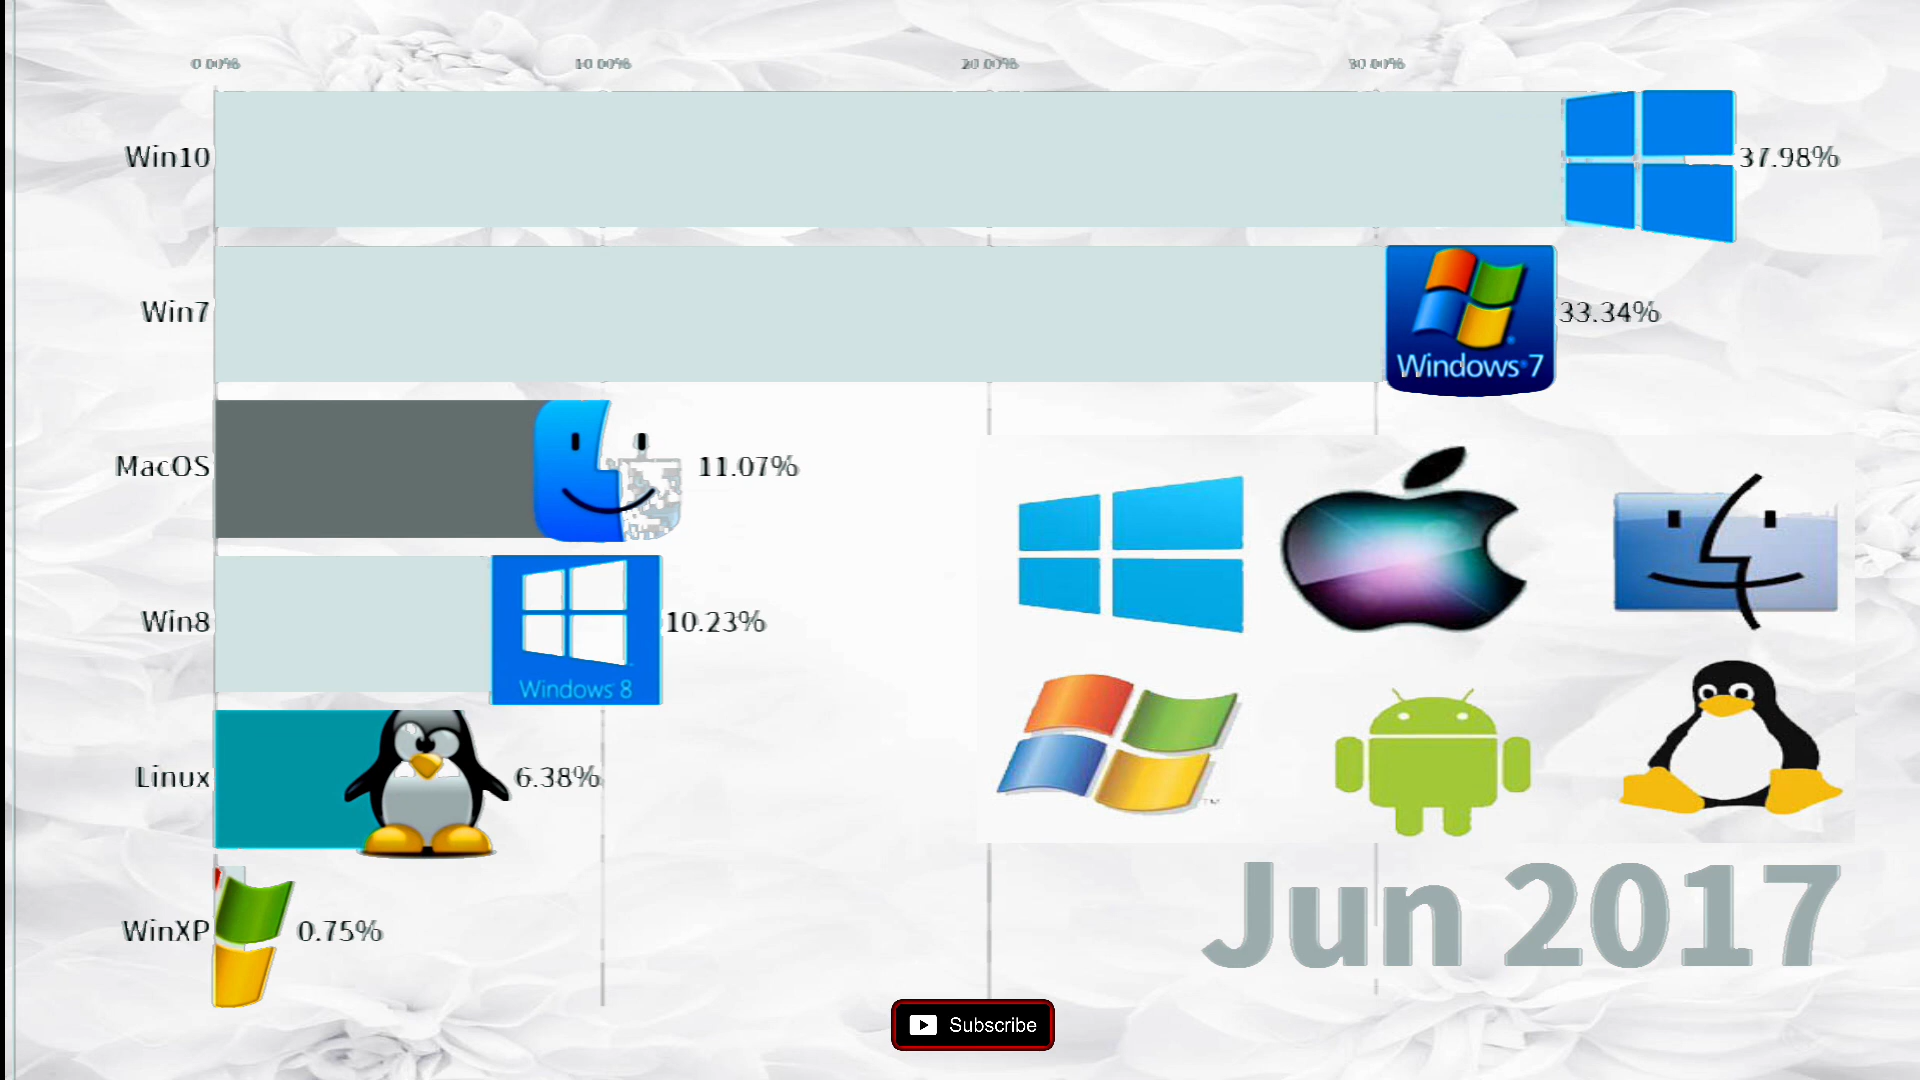 0.00% 10.00% 20.00% 30.00%
Win10 37.98%
Win7 Windows 7 33.34%
MacOS 11.07%
Win8 10.23%
Windows 8
Linux 6.38%
TM
WinXP 0.75%
Jun 2017
Subscribe